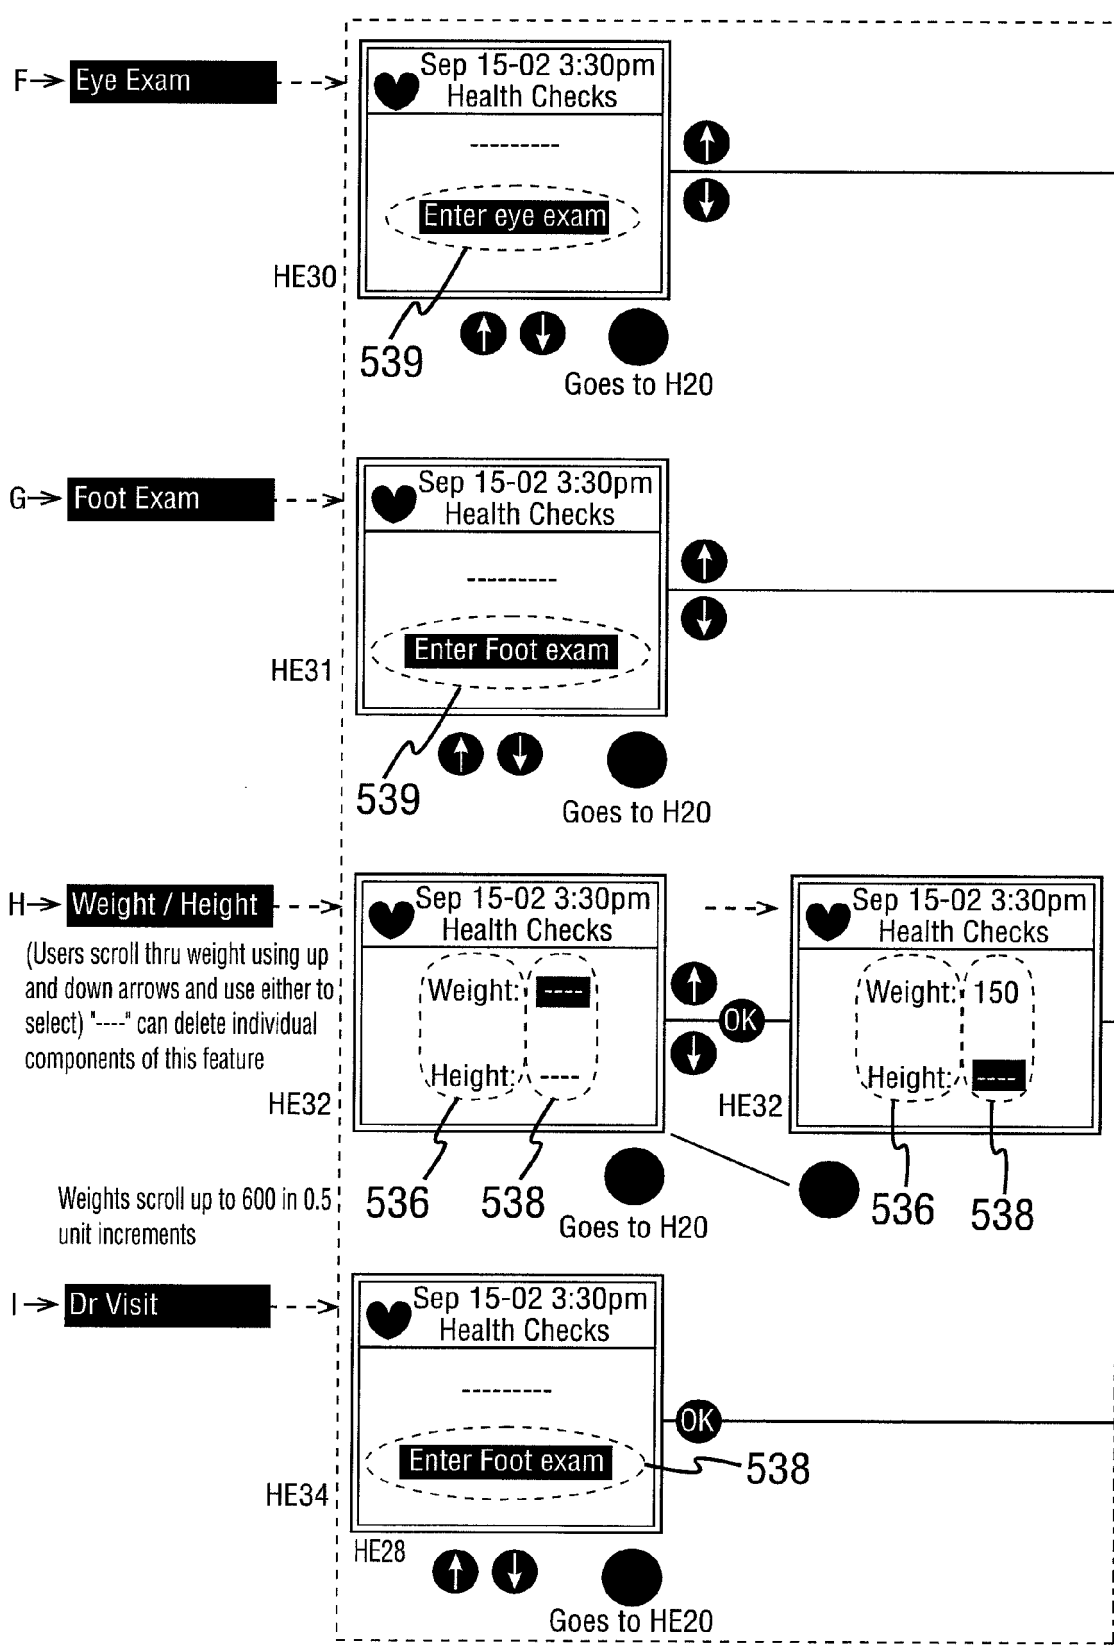 F
Eye Exam
Sep 15-02 3:30pm
Health Checks
---------
Enter eye exam
HE30
539
Goes to H20
G
Foot Exam
Sep 15-02 3:30pm
Health Checks
---------
Enter Foot exam
HE31
539
Goes to H20
H
Weight / Height
(Users scroll thru weight using up
and down arrows and use either to
select) "----" can delete individual
components of this feature
Sep 15-02 3:30pm
Health Checks
Weight: ----
Height: ----
HE32
536
538
Goes to H20
OK
Sep 15-02 3:30pm
Health Checks
Weight: 150
Height: ----
HE32
536
538
Weights scroll up to 600 in 0.5
unit increments
I
Dr Visit
Sep 15-02 3:30pm
Health Checks
---------
Enter Foot exam
OK
538
HE34
HE28
Goes to HE20